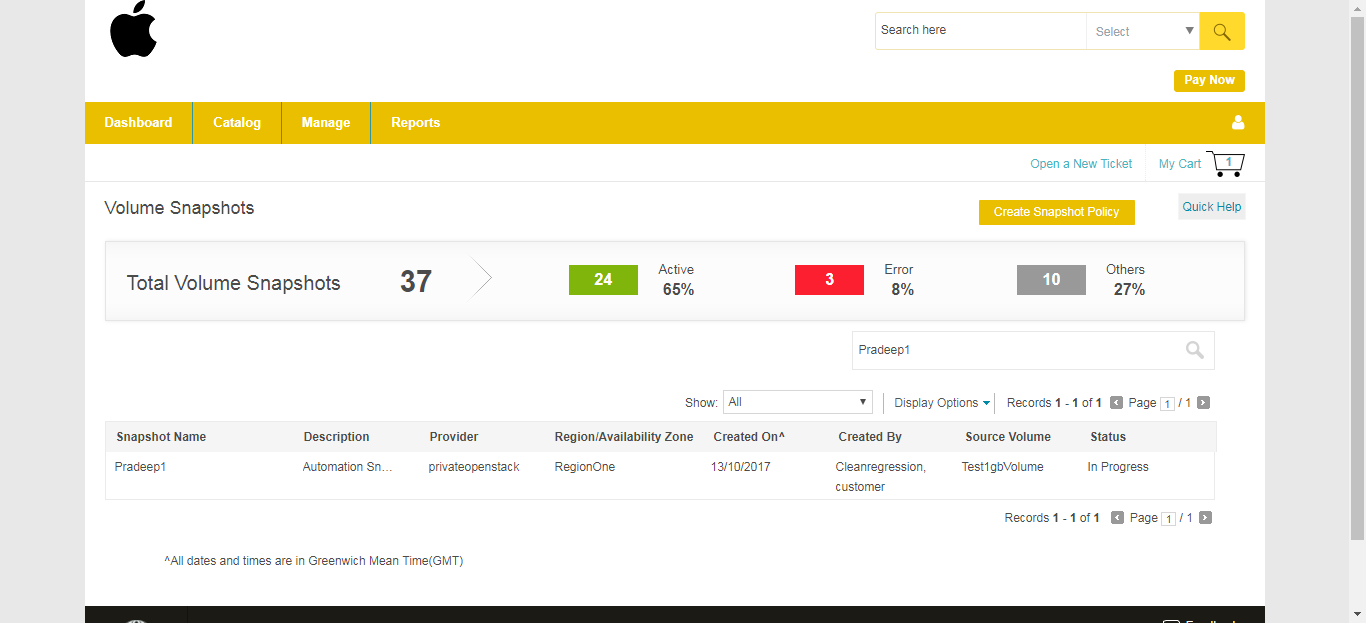 Search here
Select
Pay Now
Dashboard Catalog Manage Reports
Open a New Ticket My Cart 1
Volume Snapshots
Create Snapshot Policy
Quick Help
Total Volume Snapshots 37
24 Active 65%
3 Error 8%
10 Others 27%
Pradeep1
Show: All Display Options Records 1 - 1 of 1 Page 1 / 1
Snapshot Name Description Provider Region/Availability Zone Created On^ Created By Source Volume Status
Pradeep1 Automation Sn... privateopenstack RegionOne 13/10/2017 Cleanregression, Test1gbVolume In Progress
customer
Records 1 - 1 of 1 Page 1 / 1
^All dates and times are in Greenwich Mean Time(GMT)